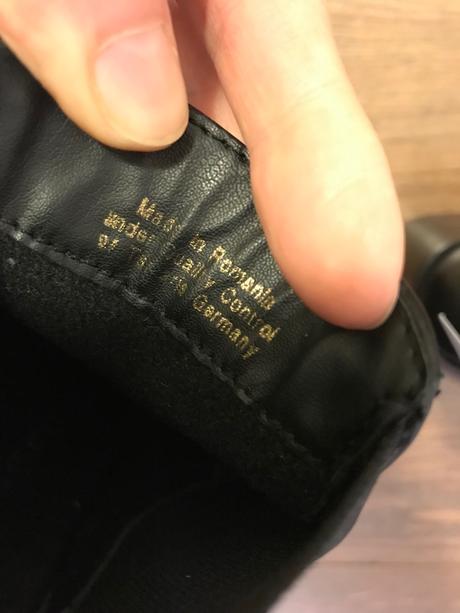 Made in Romania
under Quality Control
of Germany